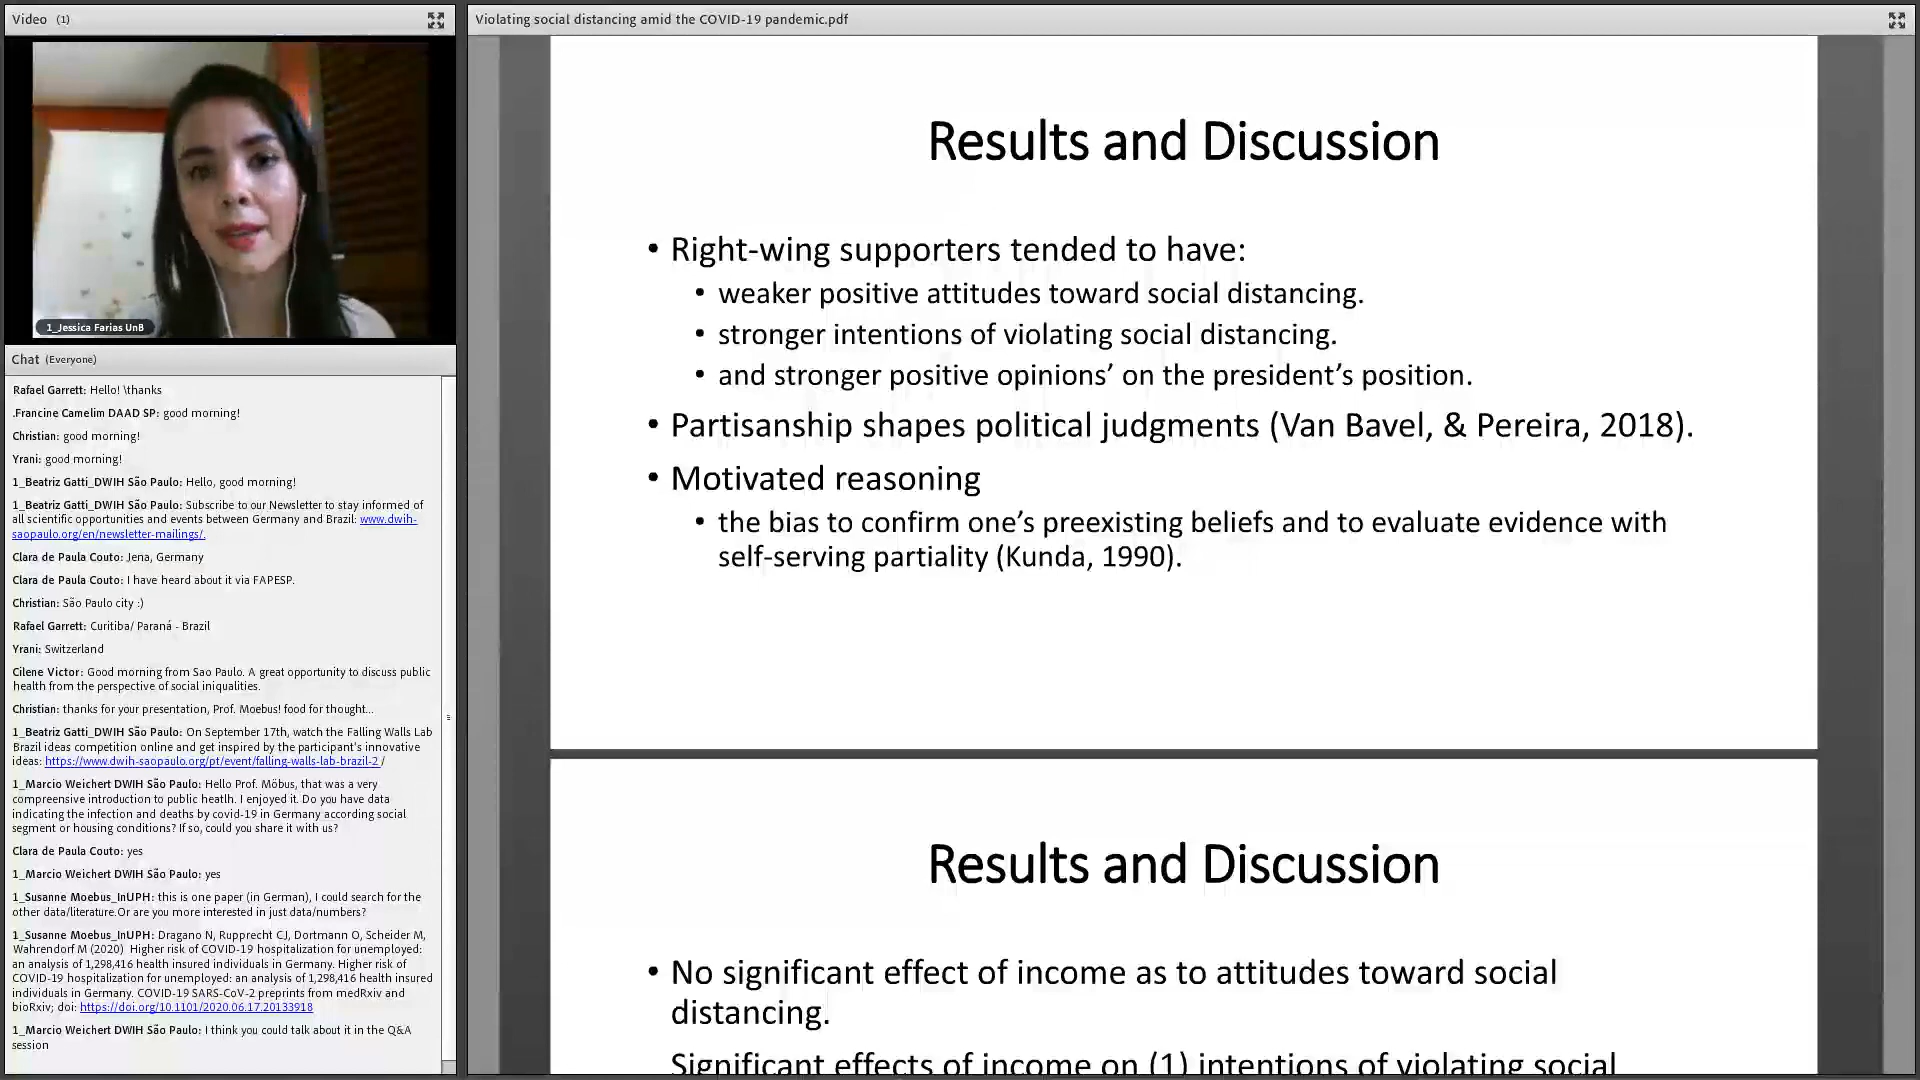 Video (1)
1_Jessica Farias UnB
Chat (Everyone)
Rafael Garrett: Hello! \thanks
.Francine Camelim DAAD SP: good morning!
Christian: good morning!
Yrani: good morning!
1_Beatriz Gatti_DWIH São Paulo: Hello, good morning!
1_Beatriz Gatti_DWIH São Paulo: Subscribe to our Newsletter to stay informed of
all scientific opportunities and events between Germany and Brazil: www.dwih-
saopaulo.org/en/newsletter-mailings/.
Clara de Paula Couto: Jena, Germany
Clara de Paula Couto: I have heard about it via FAPESP.
Christian: São Paulo city :)
Rafael Garrett: Curitiba/ Paraná - Brazil
Yrani: Switzerland
Cilene Victor: Good morning from Sao Paulo. A great opportunity to discuss public
health from the perspective of social iniqualities.
Christian: thanks for your presentation, Prof. Moebus! food for thought...
1_Beatriz Gatti_DWIH São Paulo: On September 17th, watch the Falling Walls Lab
Brazil ideas competition online and get inspired by the participant's innovative
ideas: https://www.dwih-saopaulo.org/pt/event/falling-walls-lab-brazil-2 /
1_Marcio Weichert DWIH São Paulo: Hello Prof. Möbus, that was a very
compreensive introduction to public heatlh. I enjoyed it. Do you have data
indicating the infection and deaths by covid-19 in Germany according social
segment or housing conditions? If so, could you share it with us?
Clara de Paula Couto: yes
1_Marcio Weichert DWIH São Paulo: yes
1_Susanne Moebus_InUPH: this is one paper (in German), I could search for the
other data/literature.Or are you more interested in just data/numbers?
1_Susanne Moebus_InUPH: Dragano N, Rupprecht CJ, Dortmann O, Scheider M,
Wahrendorf M (2020) Higher risk of COVID-19 hospitalization for unemployed:
an analysis of 1,298,416 health insured individuals in Germany. Higher risk of
COVID-19 hospitalization for unemployed: an analysis of 1,298,416 health insured
individuals in Germany. COVID-19 SARS-CoV-2 preprints from medRxiv and
bioRxiv; doi: https://doi.org/10.1101/2020.06.17.20133918
1_Marcio Weichert DWIH São Paulo: I think you could talk about it in the Q&A
session
Violating social distancing amid the COVID-19 pandemic.pdf
Results and Discussion
• Right-wing supporters tended to have:
• weaker positive attitudes toward social distancing.
• stronger intentions of violating social distancing.
• and stronger positive opinions’ on the president’s position.
• Partisanship shapes political judgments (Van Bavel, & Pereira, 2018).
• Motivated reasoning
• the bias to confirm one’s preexisting beliefs and to evaluate evidence with
self-serving partiality (Kunda, 1990).
Results and Discussion
• No significant effect of income as to attitudes toward social
distancing.
Significant effects of income on (1) intentions of violating social